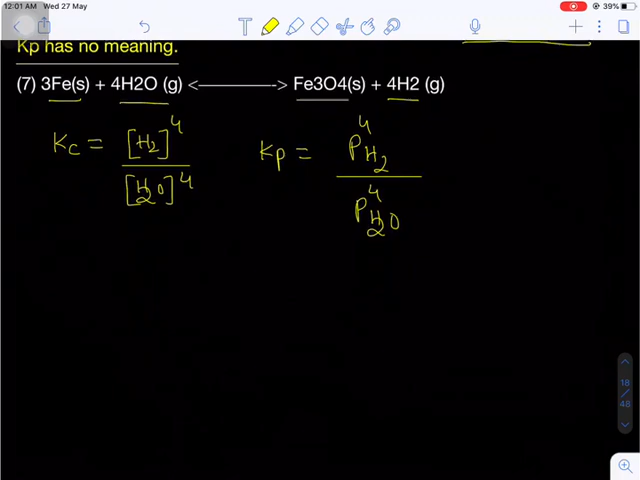 12:01 AM Wed 27 May
39%
Kp has no meaning.
(7) 3Fe(s) + 4H2O (g) <————-> Fe3O4(s) + 4H2 (g)
Kc = [H2]^4 / [H2O]^4
Kp = P^4 H2 / P^4 H2O
18
/
48